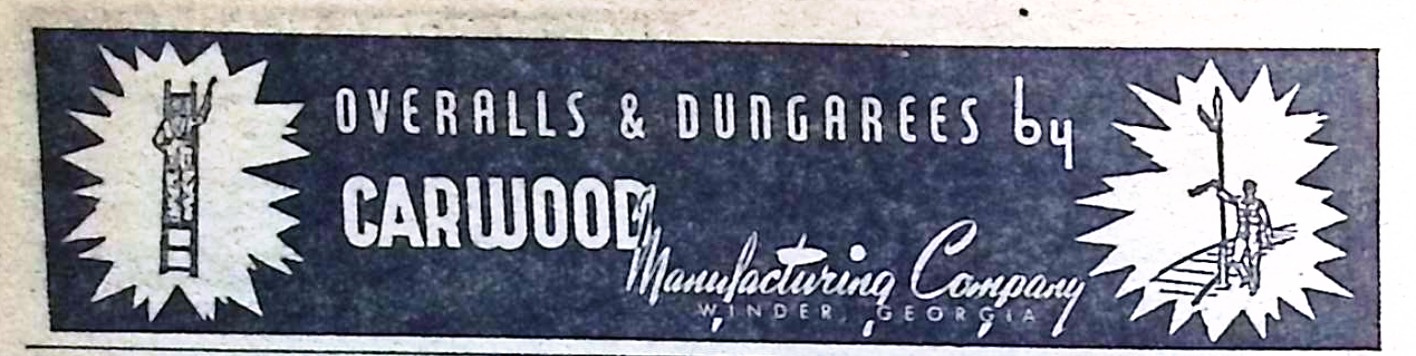 OVERALLS & DUNGAREES by
CARWOOD
Manufacturing Company
WINDER, GEORGIA